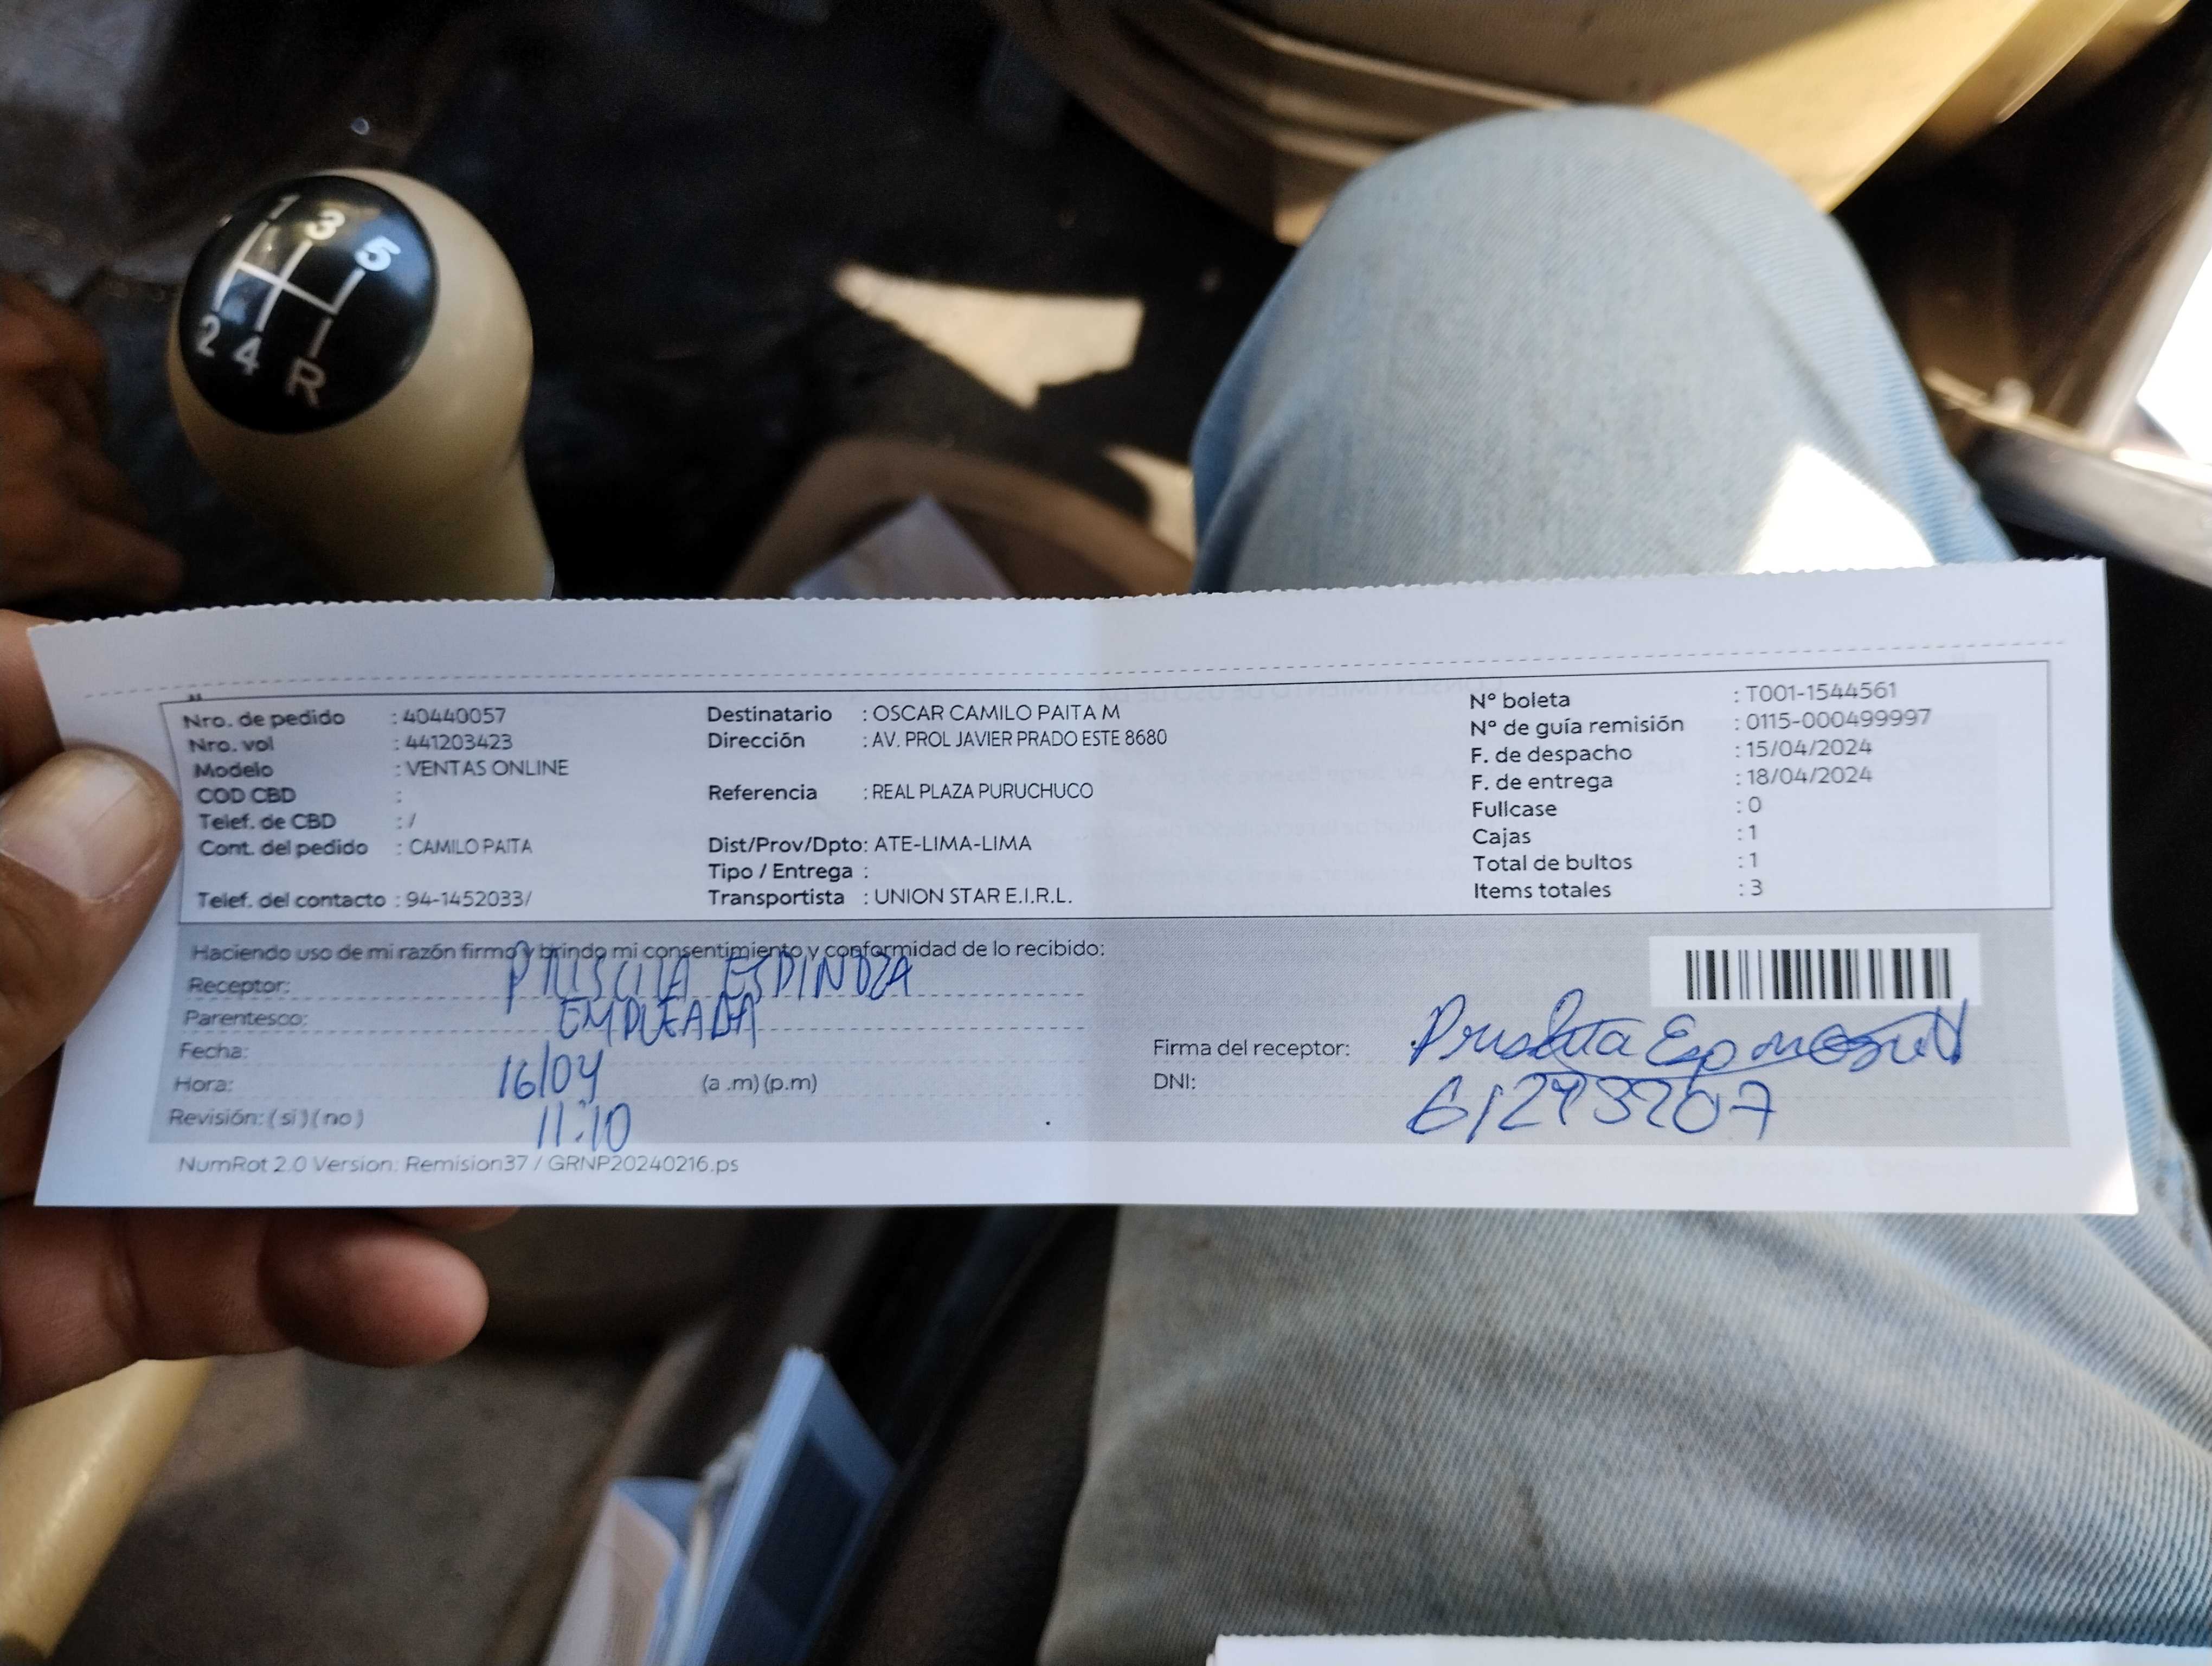 1 3 5
2 4 R
Nro. de pedido : 40440057
Nro. vol : 441203423
Modelo : VENTAS ONLINE
COD CBD :
Telef. de CBD : /
Cont. del pedido : CAMILO PAITA
Telef. del contacto : 94-1452033/
Destinatario : OSCAR CAMILO PAITA M
Dirección : AV. PROL JAVIER PRADO ESTE 8680
Referencia : REAL PLAZA PURUCHUCO
Dist/Prov/Dpto: ATE-LIMA-LIMA
Tipo / Entrega :
Transportista : UNION STAR E.I.R.L.
N° boleta : T001-1544561
N° de guía remisión : 0115-000499997
F. de despacho : 15/04/2024
F. de entrega : 18/04/2024
Fullcase : 0
Cajas : 1
Total de bultos : 1
Items totales : 3
Haciendo uso de mi razón firmo y brindo mi consentimiento y conformidad de lo recibido:
Receptor: PRISCILA ESPINOZA
Parentesco: EMPLEADA
Fecha: 16/04
Hora: (a .m) (p.m)
11:10
Revisión: ( si ) ( no )
Firma del receptor:
DNI: 61293207
NumRot 2.0 Version: Remision37 / GRNP20240216.ps